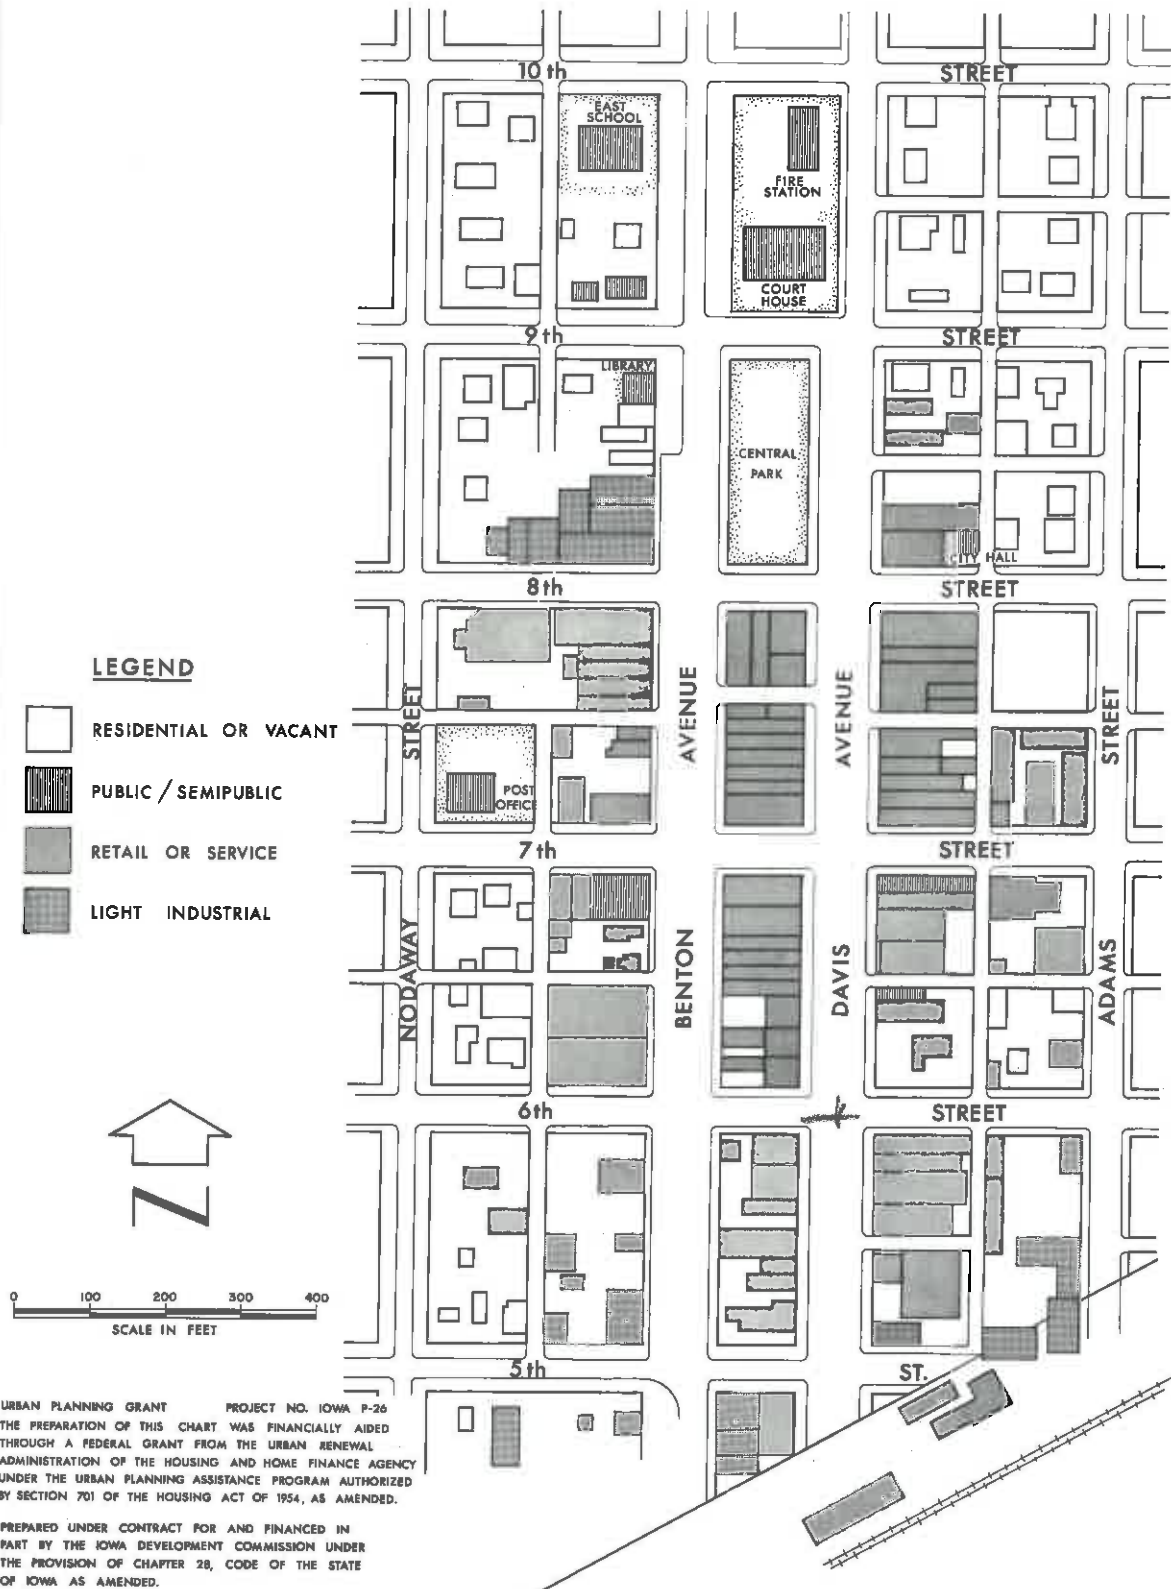 10th
STREET
EAST
SCHOOL
FIRE
STATION
COURT
HOUSE
9th
STREET
LIBRARY
CENTRAL
PARK
CITY HALL
8th
STREET
LEGEND
RESIDENTIAL OR VACANT
PUBLIC / SEMIPUBLIC
RETAIL OR SERVICE
LIGHT INDUSTRIAL
STREET
AVENUE
AVENUE
STREET
POST
OFFICE
7th
STREET
NODAWAY
BENTON
DAVIS
ADAMS
6th
STREET
N
0 100 200 300 400
SCALE IN FEET
5th
ST.
URBAN PLANNING GRANT PROJECT NO. IOWA P-26
THE PREPARATION OF THIS CHART WAS FINANCIALLY AIDED
THROUGH A FEDERAL GRANT FROM THE URBAN RENEWAL
ADMINISTRATION OF THE HOUSING AND HOME FINANCE AGENCY
UNDER THE URBAN PLANNING ASSISTANCE PROGRAM AUTHORIZED
BY SECTION 701 OF THE HOUSING ACT OF 1954, AS AMENDED.
PREPARED UNDER CONTRACT FOR AND FINANCED IN
PART BY THE IOWA DEVELOPMENT COMMISSION UNDER
THE PROVISION OF CHAPTER 28, CODE OF THE STATE
OF IOWA AS AMENDED.